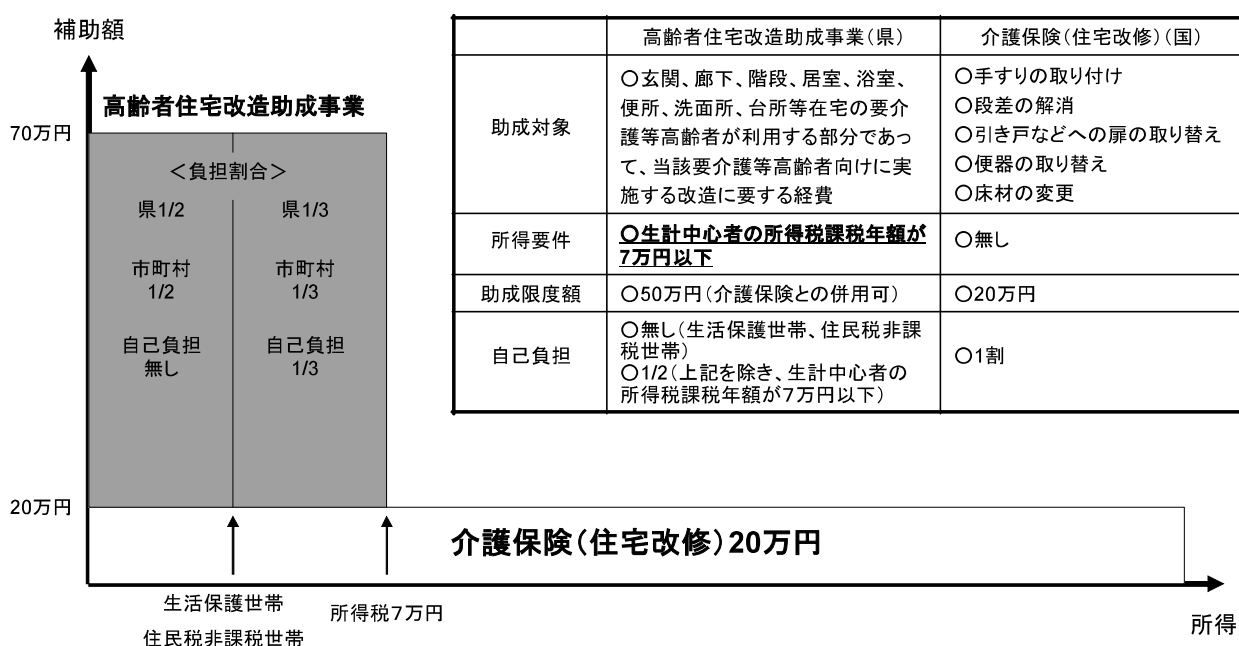 補助額
高齢者住宅改造助成事業
70万円
＜負担割合＞
県1/2
県1/3
市町村
1/2
市町村
1/3
自己負担
無し
自己負担
1/3
20万円
介護保険（住宅改修）20万円
生活保護世帯
住民税非課税世帯
所得税７万円
所得
高齢者住宅改造助成事業（県）
介護保険（住宅改修）（国）
助成対象
○玄関、廊下、階段、居室、浴室、
便所、洗面所、台所等在宅の要介
護等高齢者が利用する部分であっ
て、当該要介護等高齢者向けに実
施する改造に要する経費
○手すりの取り付け
○段差の解消
○引き戸などへの扉の取り替え
○便器の取り替え
○床材の変更
所得要件
○生計中心者の所得税課税年額が
7万円以下
○無し
助成限度額
○50万円（介護保険との併用可）
○20万円
自己負担
○無し（生活保護世帯、住民税非課
税世帯）
○1/2（上記を除き、生計中心者の
所得税課税年額が7万円以下）
○1割